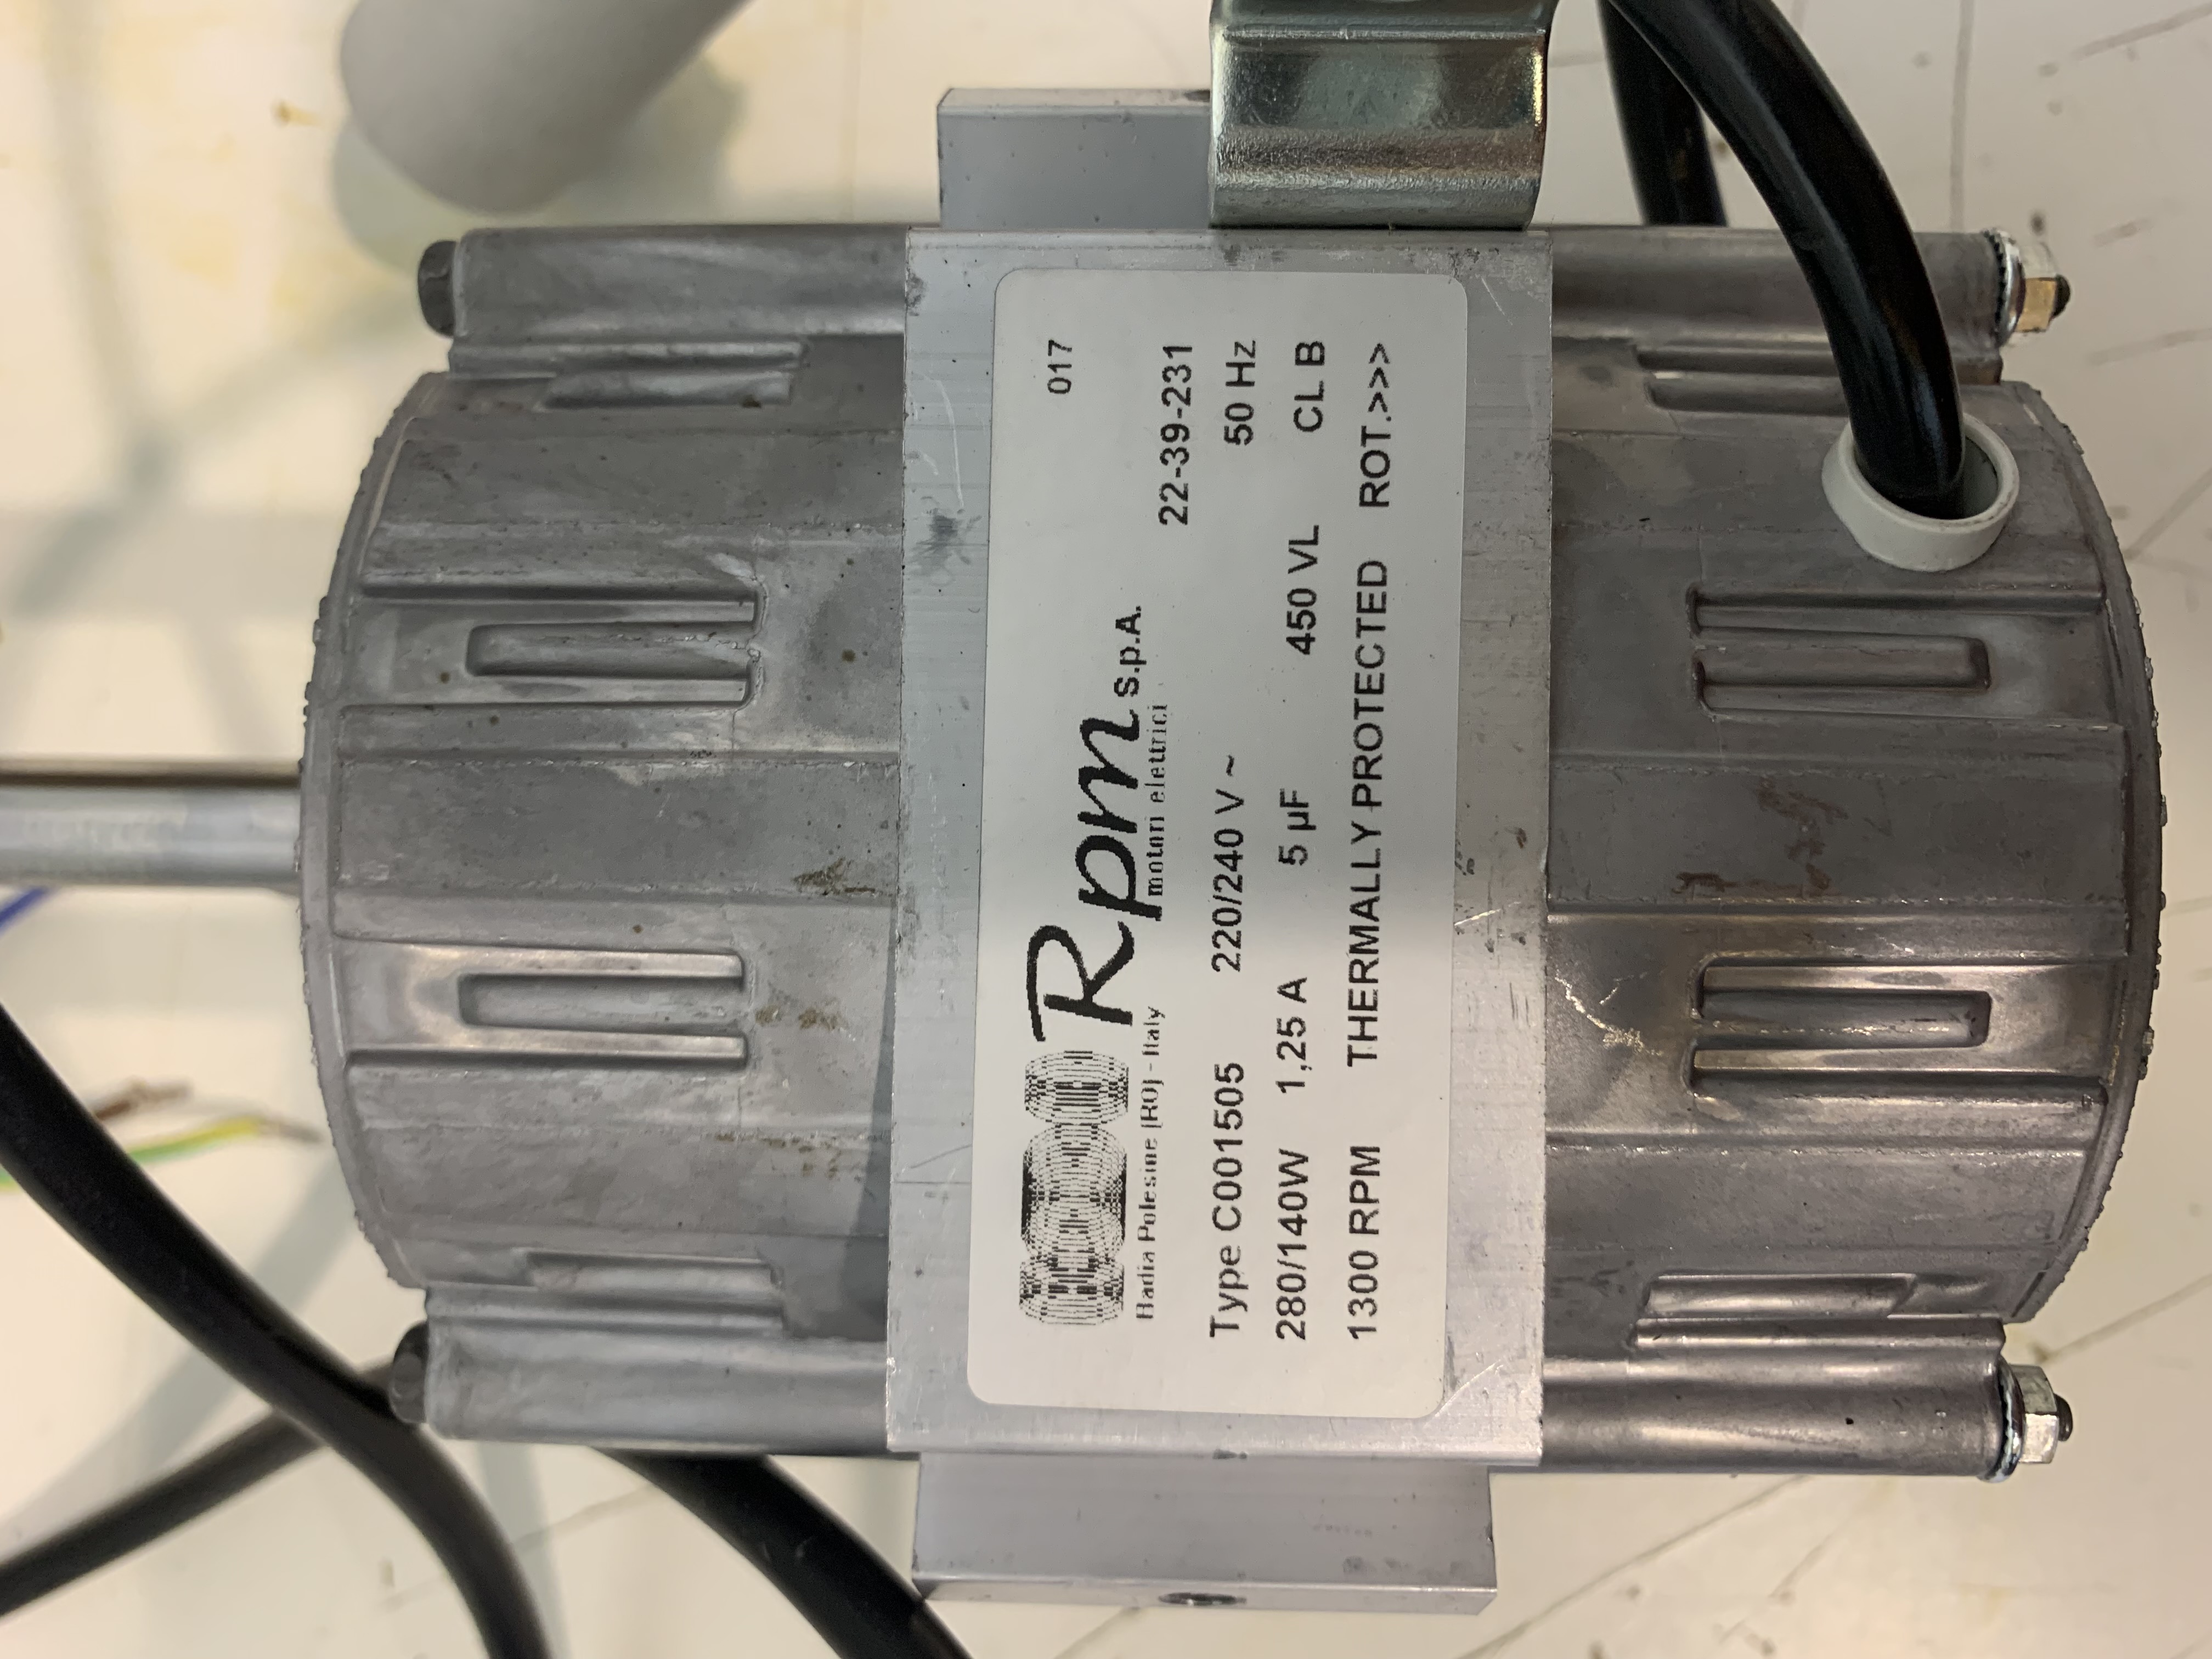 017
Rpm s.p.A.
motori elettrici
Badia Polesine (RO) - Italy
22-39-231
Type C001505 220/240 V ~ 50 Hz
280/140W 1,25 A 5 µF 450 VL CL B
1300 RPM THERMALLY PROTECTED ROT.>>>